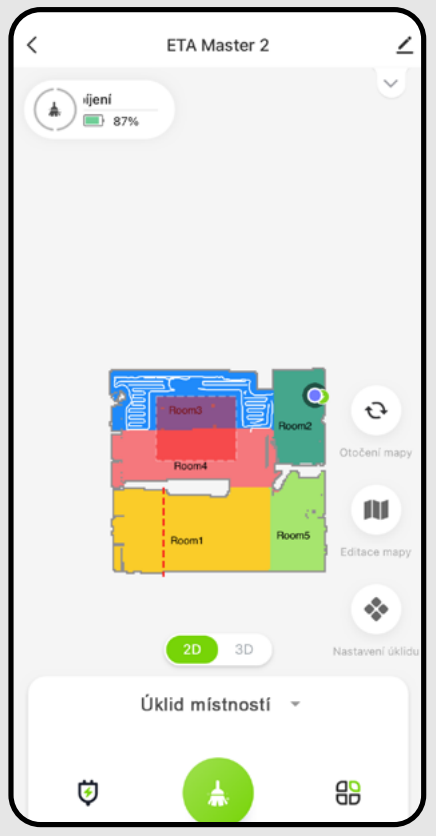 ETA Master 2
íjení
87%
Room3
Room2
Room4
Room1
Room5
Otočení mapy
Editace mapy
Nastavení úklidu
2D 3D
Úklid místností